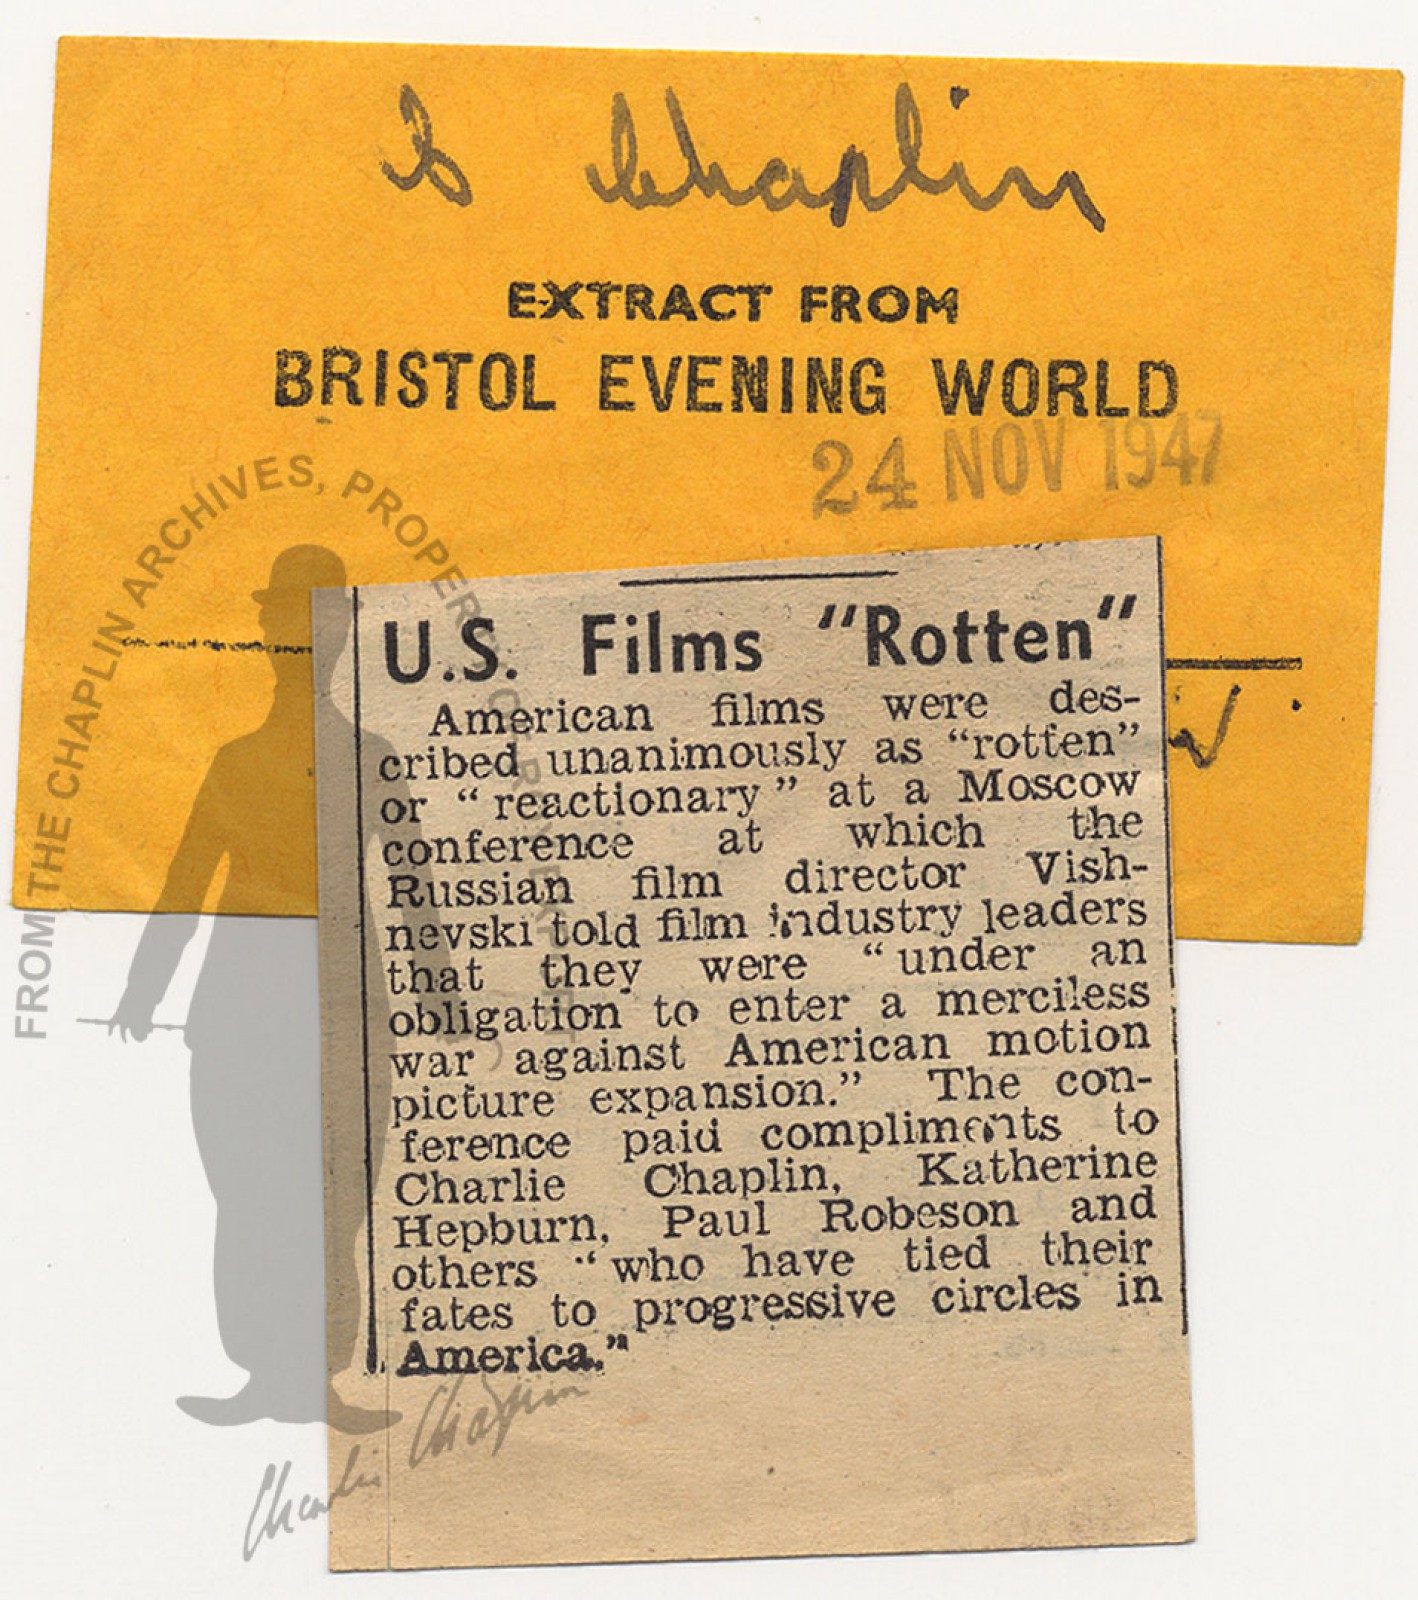 C Chaplin
EXTRACT FROM
BRISTOL EVENING WORLD
24 NOV 1947
U.S. Films "Rotten"
American films were des-
cribed unanimously as "rotten"
or "reactionary" at a Moscow
conference at which the
Russian film director Vish-
nevski told film industry leaders
that they were "under an
obligation to enter a merciless
war against American motion
picture expansion." The con-
ference paid compliments to
Charlie Chaplin, Katherine
Hepburn, Paul Robeson and
others "who have tied their
fates to progressive circles in
America."
FROM THE CHAPLIN ARCHIVES, PROPERTY OF
Charlie Chaplin